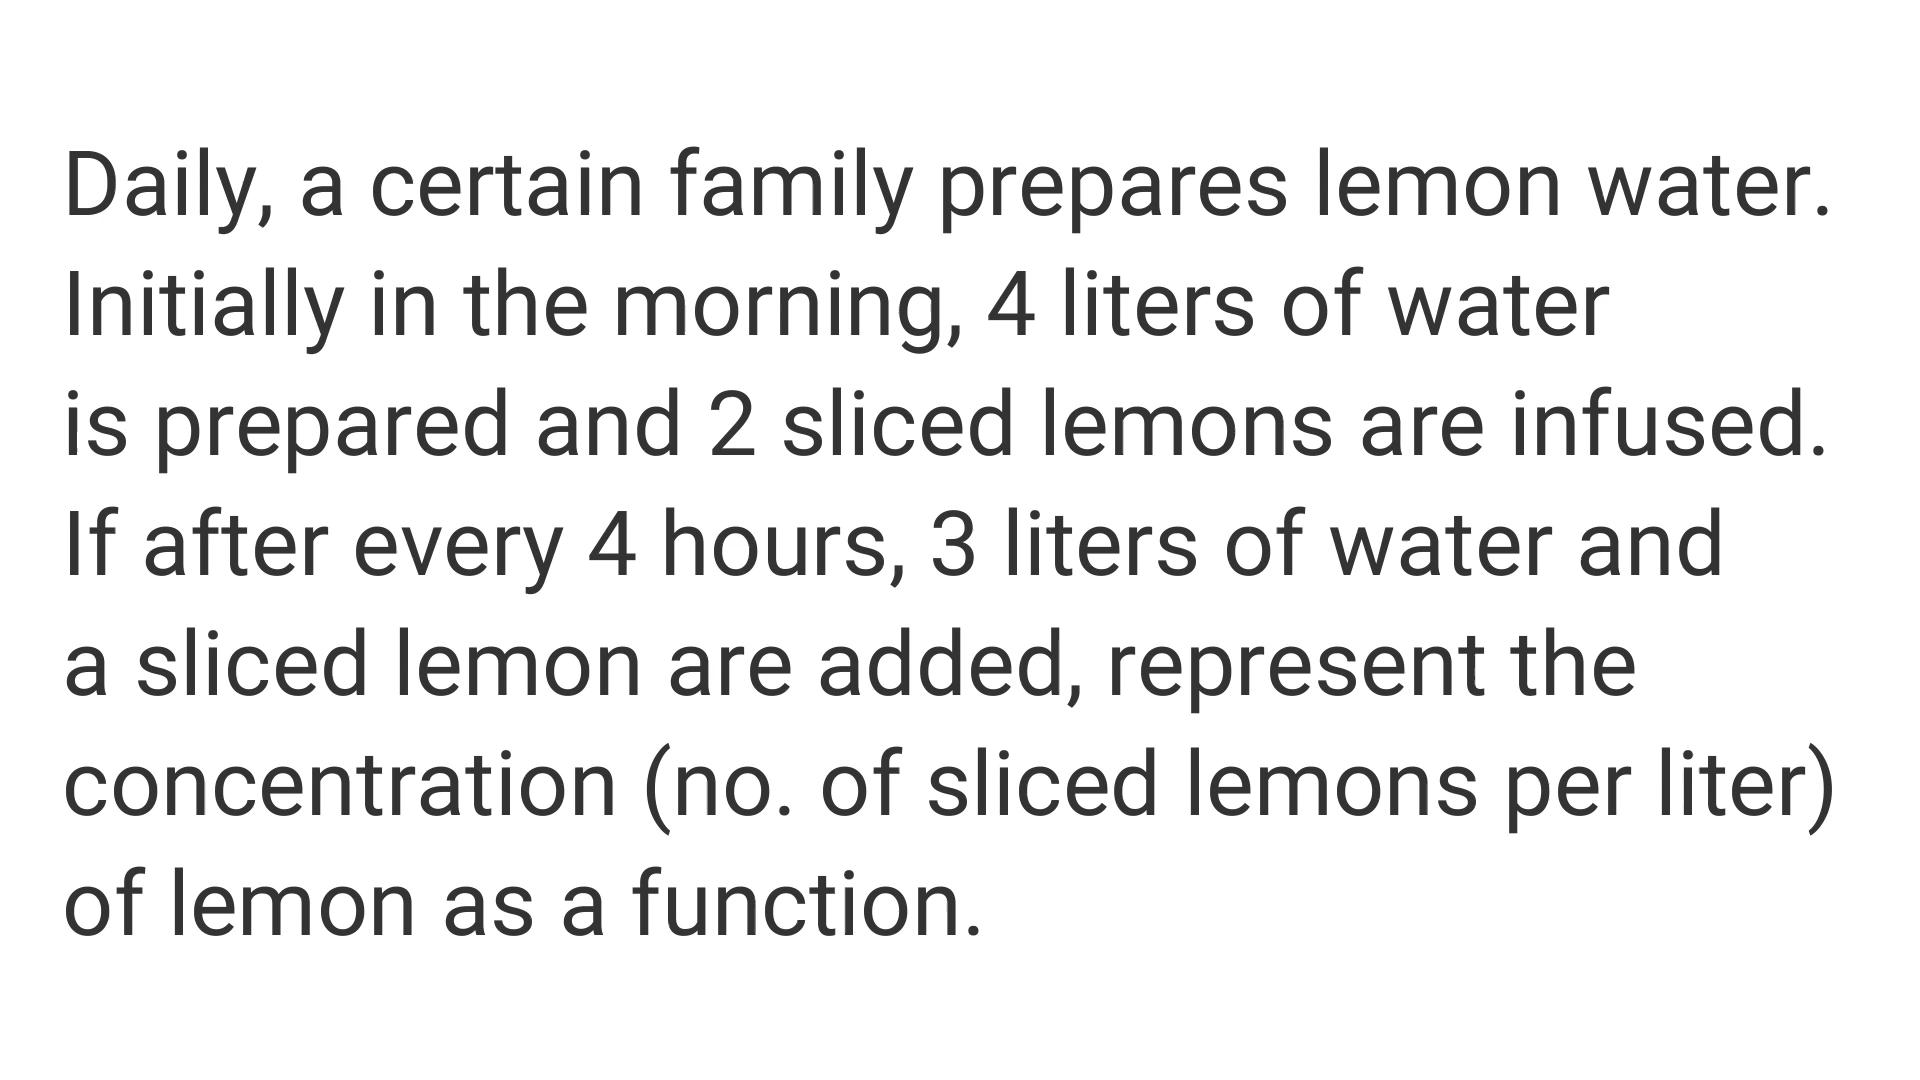 Daily, a certain family prepares lemon water.
Initially in the morning, 4 liters of water
is prepared and 2 sliced lemons are infused.
If after every 4 hours, 3 liters of water and
a sliced lemon are added, represent the
concentration (no. of sliced lemons per liter)
of lemon as a function.